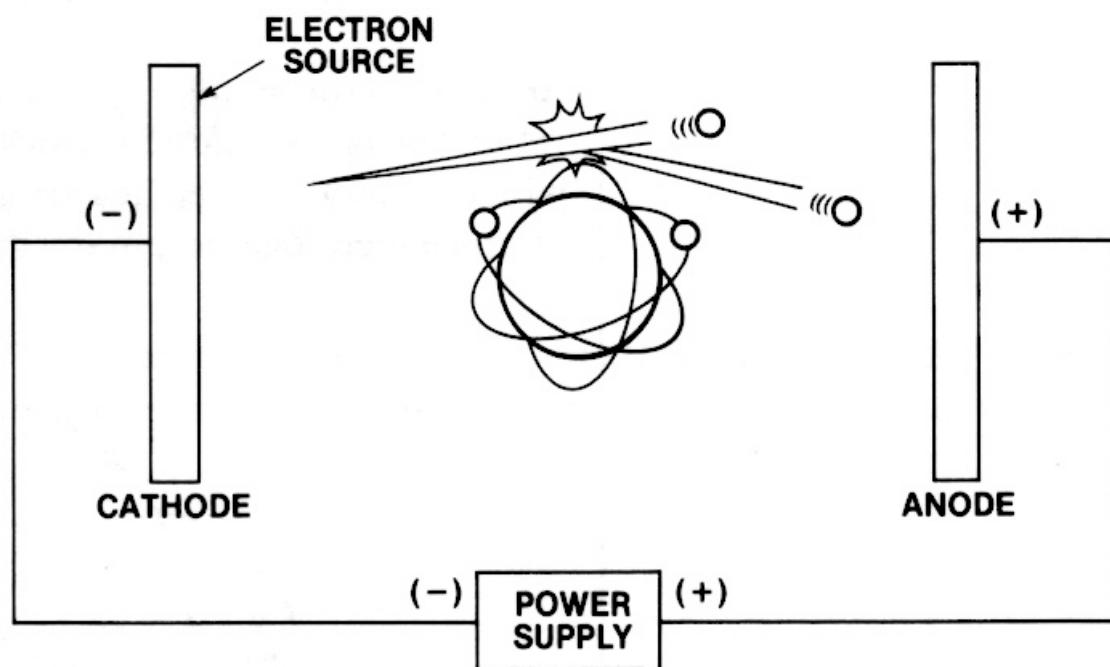 ELECTRON
SOURCE
(-)
(+)
CATHODE
ANODE
(-)
POWER
SUPPLY
(+)